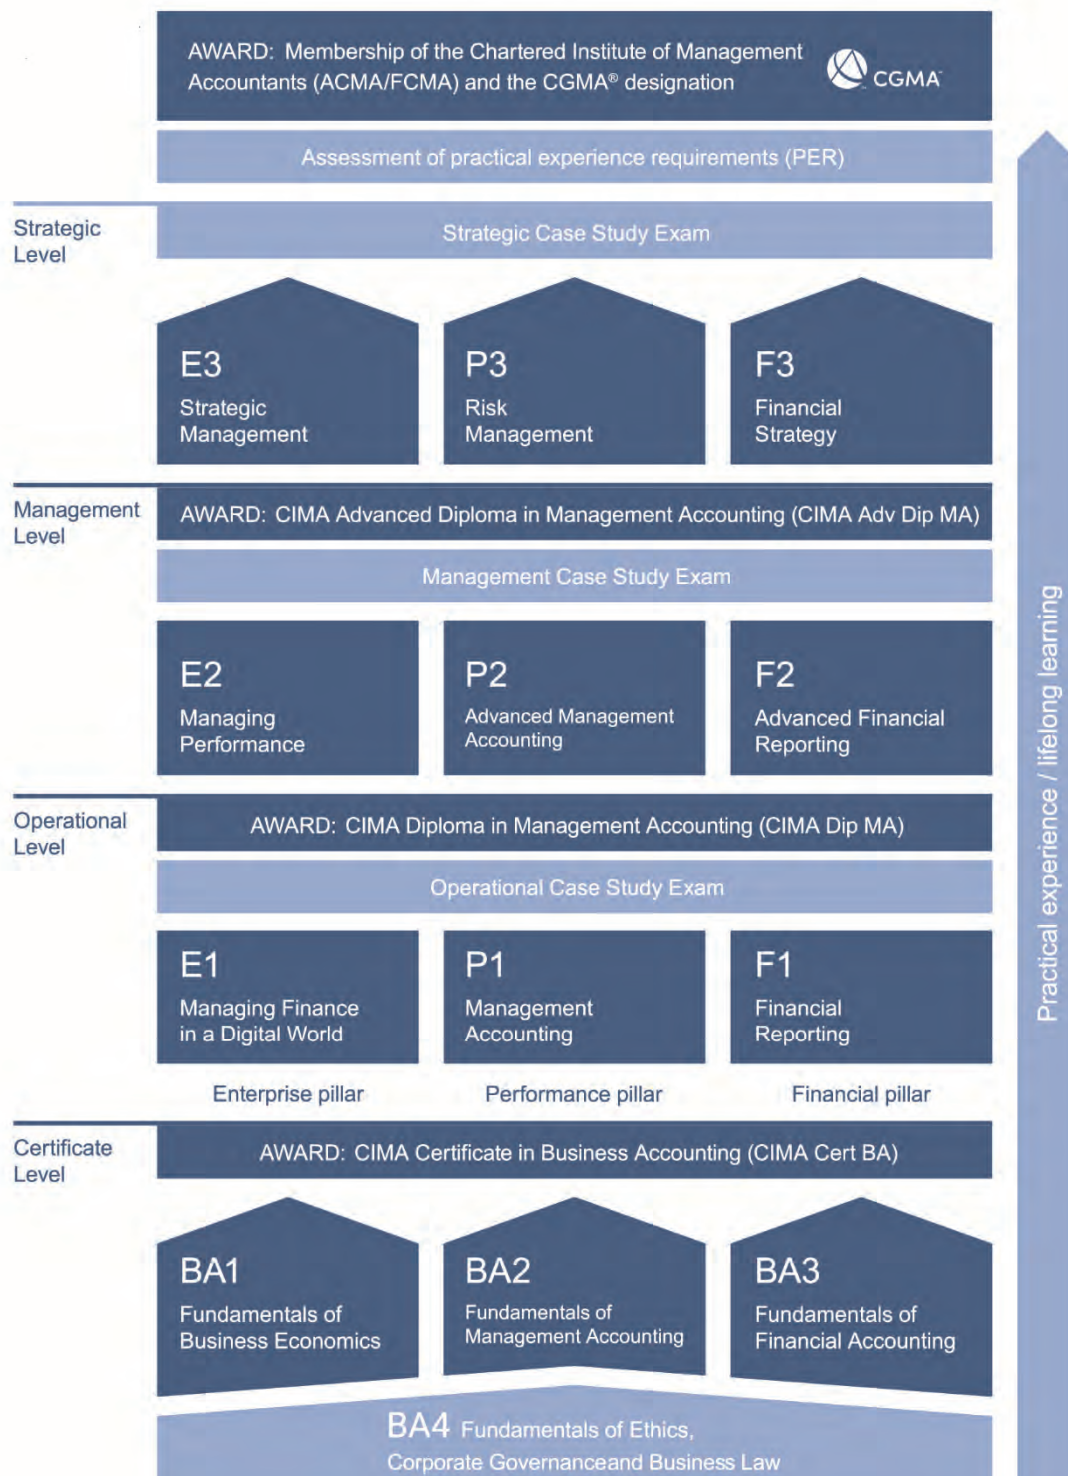 AWARD: Membership of the Chartered Institute of Management
Accountants (ACMA/FCMA) and the CGMA® designation
CGMA
Assessment of practical experience requirements (PER)
Strategic
Level
Strategic Case Study Exam
E3
Strategic
Management
P3
Risk
Management
F3
Financial
Strategy
Management
Level
AWARD: CIMA Advanced Diploma in Management Accounting (CIMA Adv Dip MA)
Management Case Study Exam
E2
Managing
Performance
P2
Advanced Management
Accounting
F2
Advanced Financial
Reporting
Operational
Level
AWARD: CIMA Diploma in Management Accounting (CIMA Dip MA)
Operational Case Study Exam
E1
Managing Finance
in a Digital World
P1
Management
Accounting
F1
Financial
Reporting
Enterprise pillar
Performance pillar
Financial pillar
Certificate
Level
AWARD: CIMA Certificate in Business Accounting (CIMA Cert BA)
BA1
Fundamentals of
Business Economics
BA2
Fundamentals of
Management Accounting
BA3
Fundamentals of
Financial Accounting
BA4 Fundamentals of Ethics,
Corporate Governanceand Business Law
Practical experience / lifelong learning